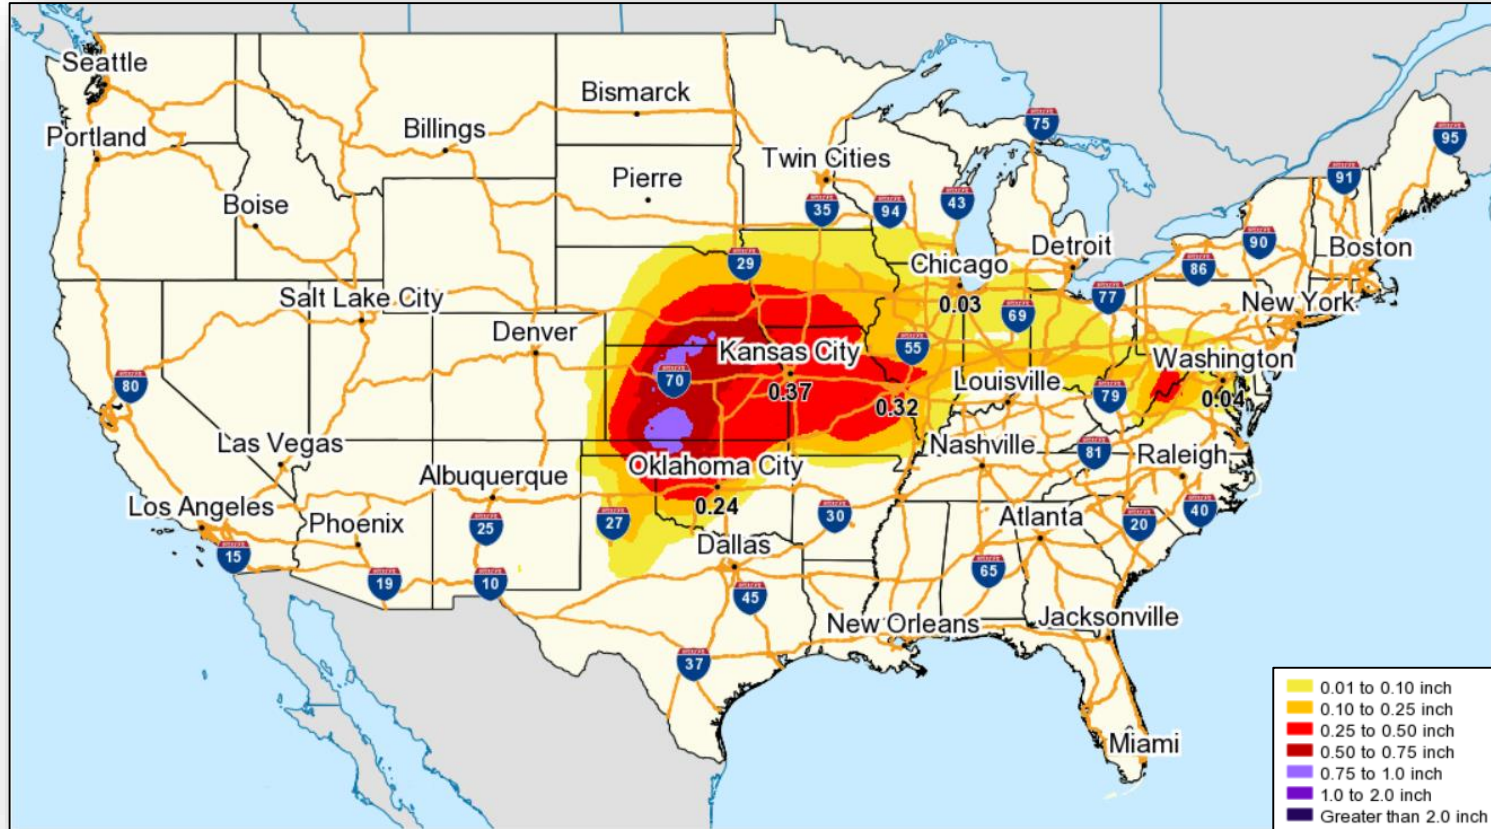 Seattle
Portland
Billings
Bismarck
Boise
Pierre
Twin Cities
75
95
91
35
94
43
90
Boston
Detroit
86
29
Chicago
0.03
69
77
New York
Salt Lake City
Denver
80
70
Kansas City
0.37
55
0.32
Louisville
79
Washington
0.04
Las Vegas
Albuquerque
Oklahoma City
0.24
Nashville
81
Raleigh
Los Angeles
Phoenix
25
27
30
Atlanta
20
40
15
19
10
Dallas
45
65
New Orleans
Jacksonville
37
Miami
0.01 to 0.10 inch
0.10 to 0.25 inch
0.25 to 0.50 inch
0.50 to 0.75 inch
0.75 to 1.0 inch
1.0 to 2.0 inch
Greater than 2.0 inch